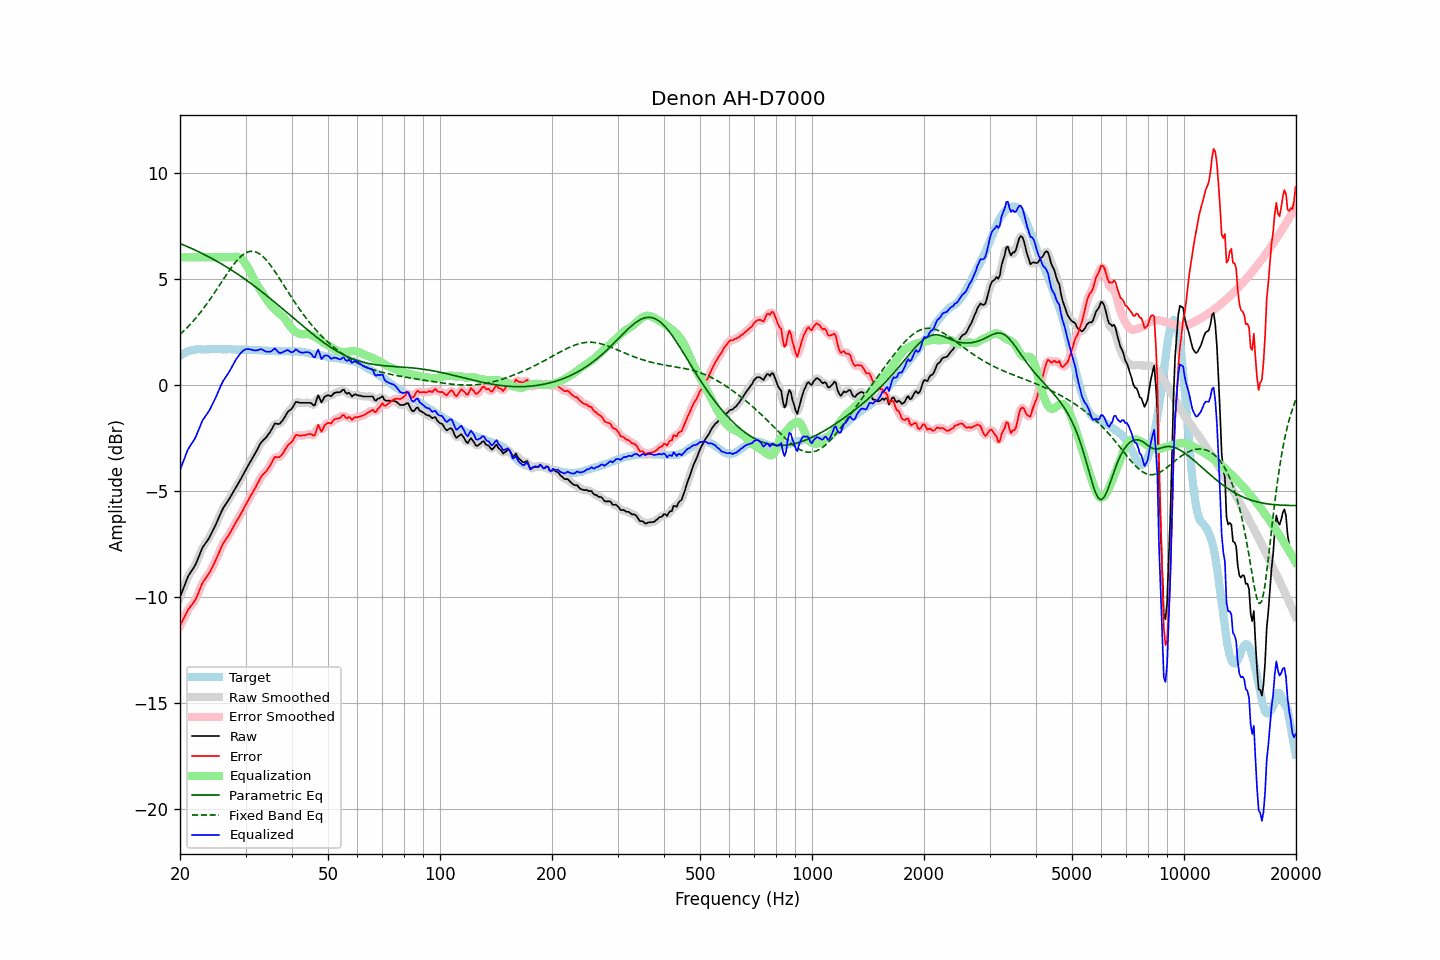 Denon AH-D7000
Amplitude (dBr)
10
5
0
−5
−10
−15
−20
Target
Raw Smoothed
Error Smoothed
Raw
Error
Equalization
Parametric Eq
Fixed Band Eq
Equalized
20 50 100 200 500 1000 2000 5000 10000 20000
Frequency (Hz)